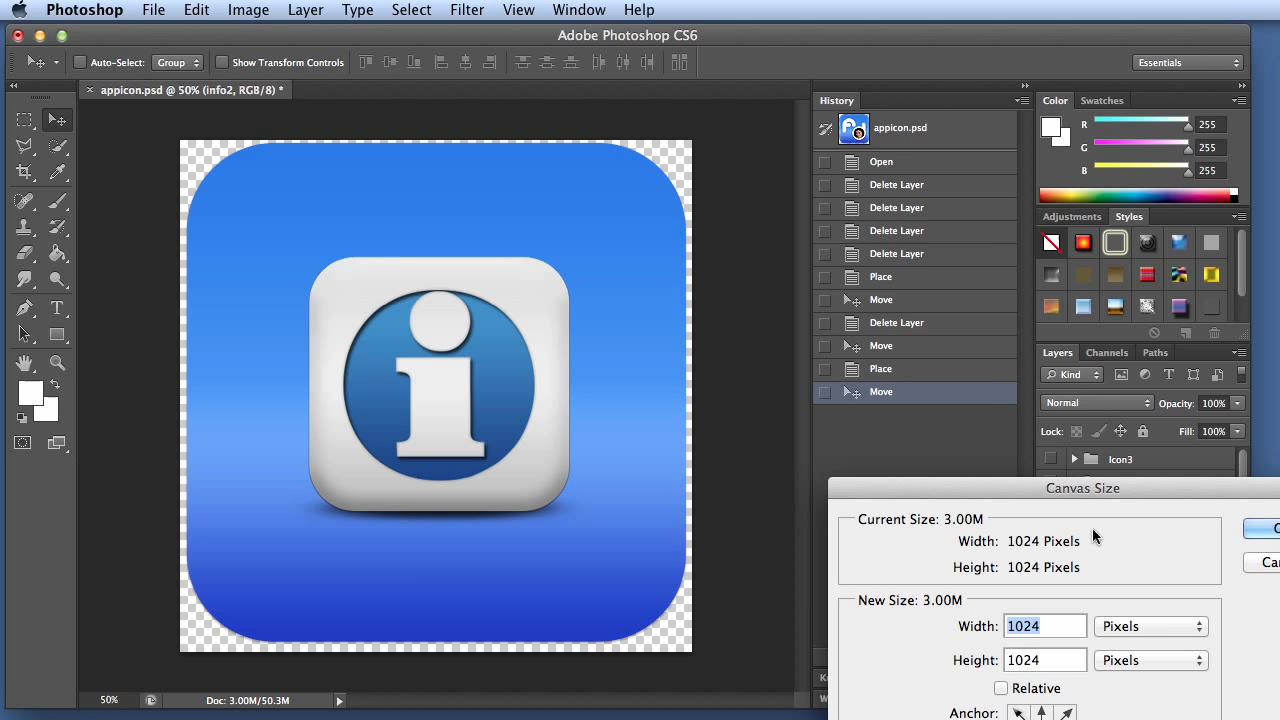 Photoshop File Edit Image Layer Type Select Filter View Window Help
Adobe Photoshop CS6
Auto-Select: Group Show Transform Controls Essentials
appicon.psd @ 50% (info2, RGB/8) *
History
appicon.psd
Open
Delete Layer
Delete Layer
Delete Layer
Delete Layer
Place
Move
Delete Layer
Move
Place
Move
Color Swatches
R 255
G 255
B 255
Adjustments Styles
Layers Channels Paths
Kind
Normal Opacity: 100%
Lock: Fill: 100%
Icon3
i
T
Canvas Size
Current Size: 3.00M
Width: 1024 Pixels
Height: 1024 Pixels
New Size: 3.00M
Width: 1024 Pixels
Height: 1024 Pixels
Relative
Anchor:
50% Doc: 3.00M/50.3M